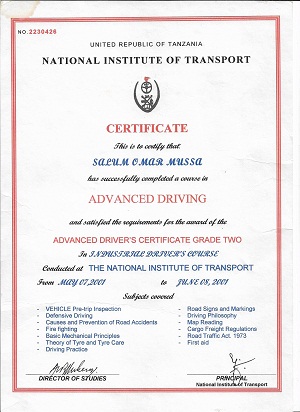 NO.2230426
UNITED REPUBLIC OF TANZANIA
NATIONAL INSTITUTE OF TRANSPORT
CERTIFICATE
This is to certify that
SALUM OMAR MUSSA
has successfully completed a course in
ADVANCED DRIVING
and satisfied the requirements for the award of the
ADVANCED DRIVER'S CERTIFICATE GRADE TWO
In INDUSTRIAL DRIVER'S COURSE
Conducted at THE NATIONAL INSTITUTE OF TRANSPORT
From MAY 07,2001 to JUNE 08, 2001
Subjects covered
- VEHICLE Pre-trip Inspection
- Defensive Driving
- Causes and Prevention of Road Accidents
- Fire fighting
- Basic Mechanical Principles
- Theory of Tyre and Tyre Care
- Driving Practice
- Road Signs and Markings
- Driving Philosophy
- Map Reading
- Cargo Freight Regulations
- Road Traffic Act. 1973
- First aid
DIRECTOR OF STUDIES
PRINCIPAL
National Institute of Transport